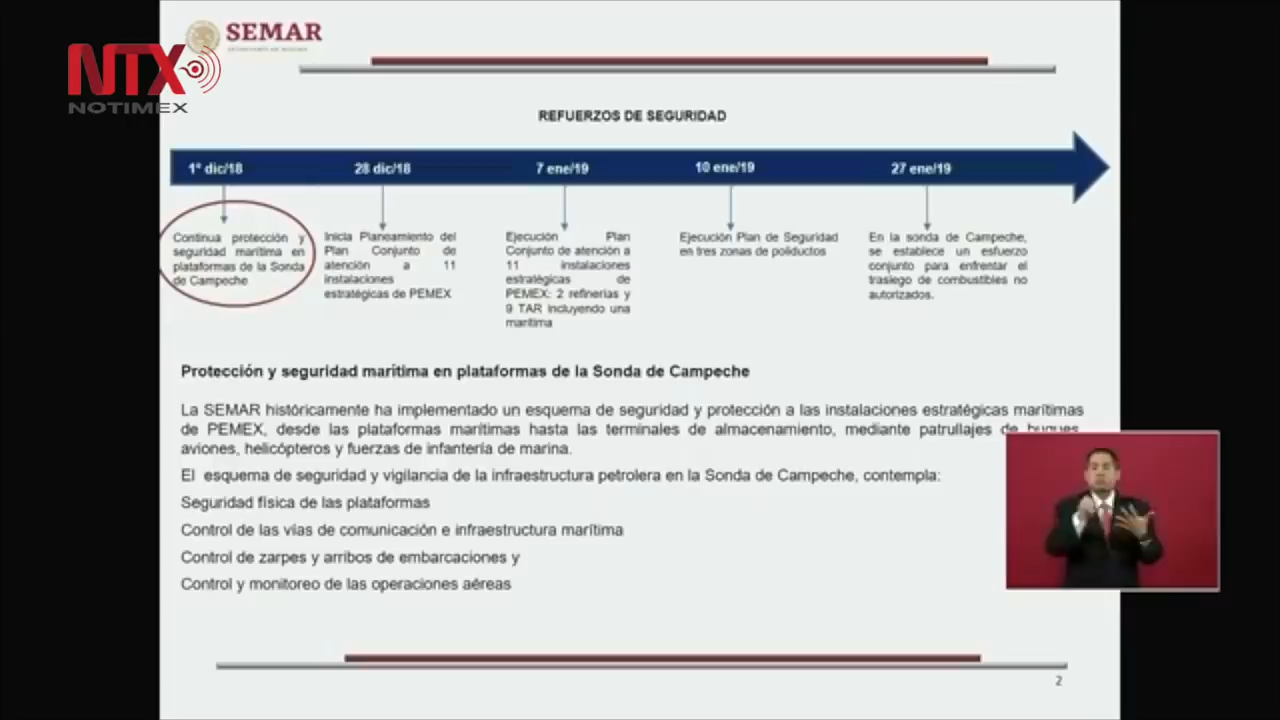 SEMAR
SECRETARÍA DE MARINA
NTX
NOTIMEX
REFUERZOS DE SEGURIDAD
1° dic/18
28 dic/18
7 ene/19
10 ene/19
27 ene/19
Continua protección y
seguridad marítima en
plataformas de la Sonda
de Campeche
Inicia Planeamiento del
Plan Conjunto de
atención a 11
instalaciones
estratégicas de PEMEX
Ejecución Plan
Conjunto de atención a
11 instalaciones
estratégicas de
PEMEX: 2 refinerías y
9 TAR incluyendo una
marítima
Ejecución Plan de Seguridad
en tres zonas de poliductos
En la sonda de Campeche,
se establece un esfuerzo
conjunto para enfrentar el
trasiego de combustibles no
autorizados.
Protección y seguridad marítima en plataformas de la Sonda de Campeche
La SEMAR históricamente ha implementado un esquema de seguridad y protección a las instalaciones estratégicas marítimas
de PEMEX, desde las plataformas marítimas hasta las terminales de almacenamiento, mediante patrullajes de buques,
aviones, helicópteros y fuerzas de infantería de marina.
El esquema de seguridad y vigilancia de la infraestructura petrolera en la Sonda de Campeche, contempla:
Seguridad física de las plataformas
Control de las vías de comunicación e infraestructura marítima
Control de zarpes y arribos de embarcaciones y
Control y monitoreo de las operaciones aéreas
2